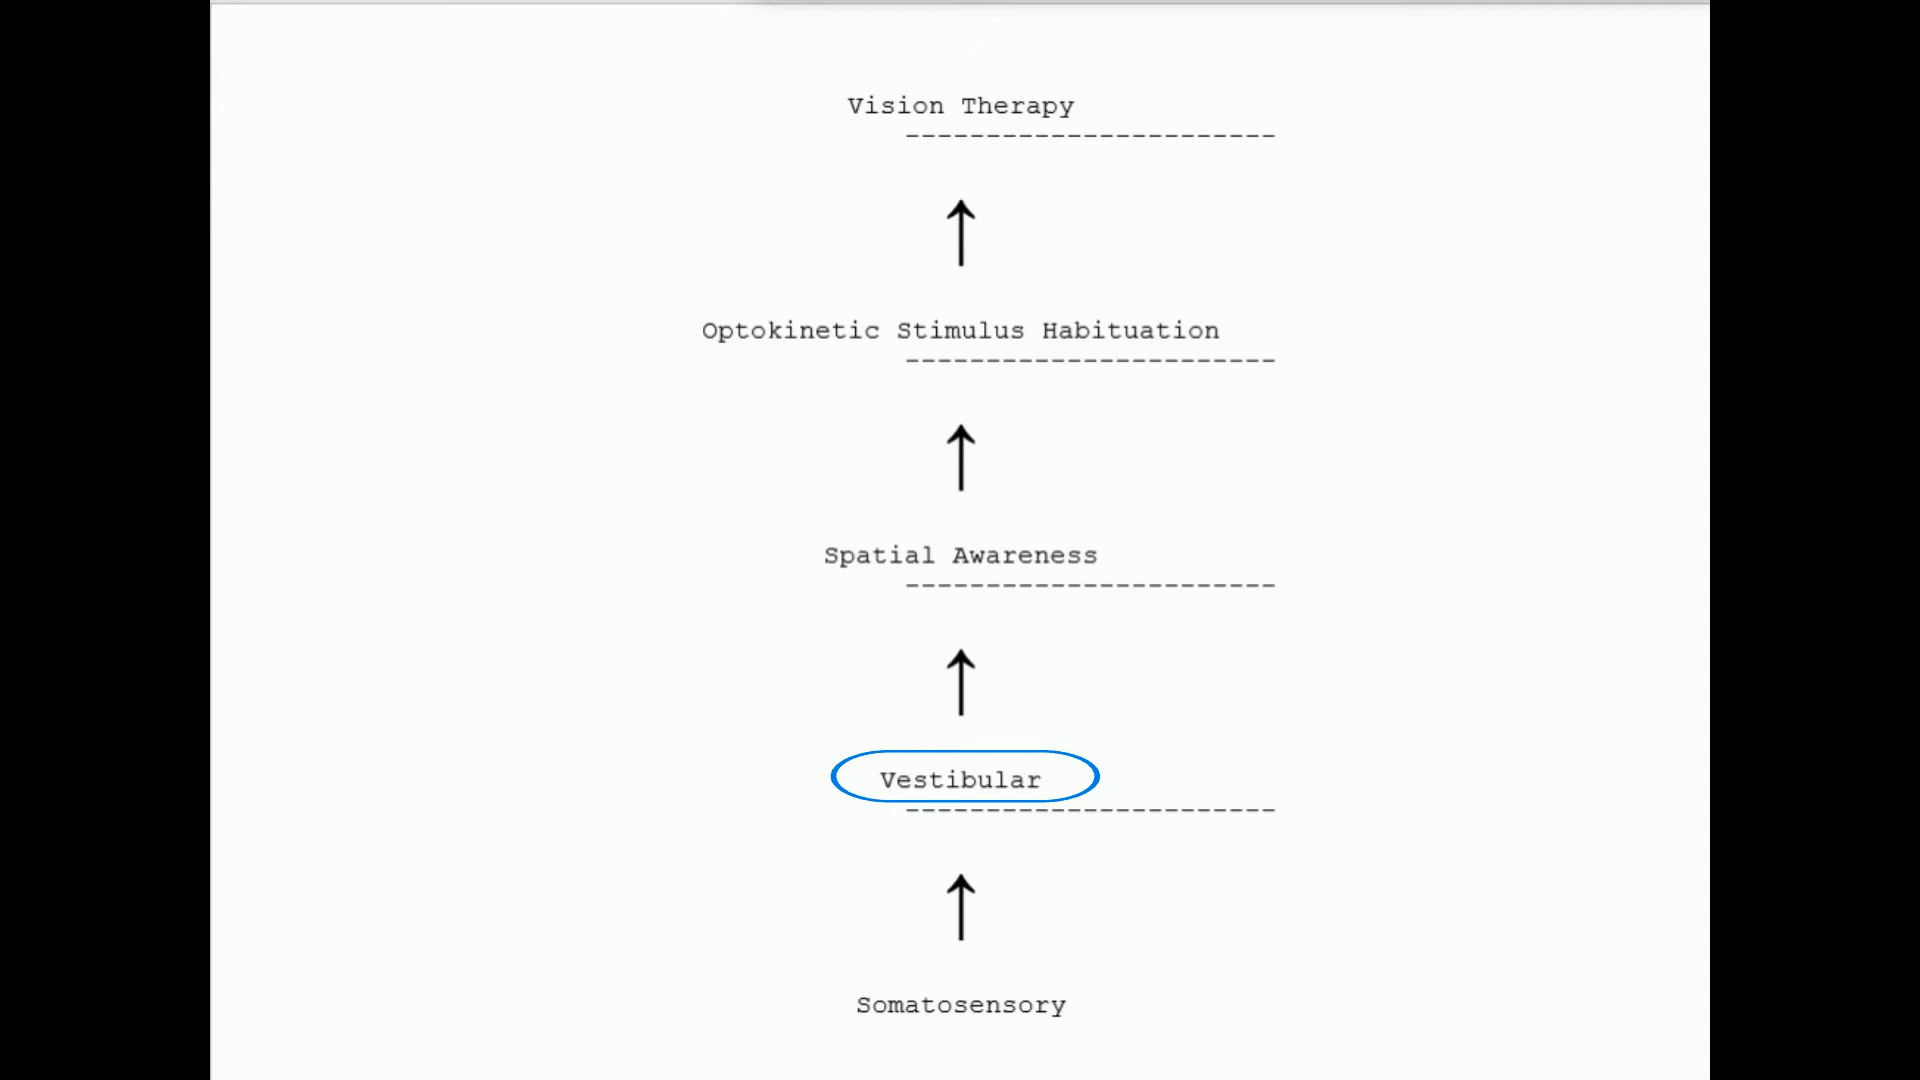 Vision Therapy
-----------------------
↑
Optokinetic Stimulus Habituation
-----------------------
↑
Spatial Awareness
-----------------------
↑
Vestibular
-----------------------
↑
Somatosensory